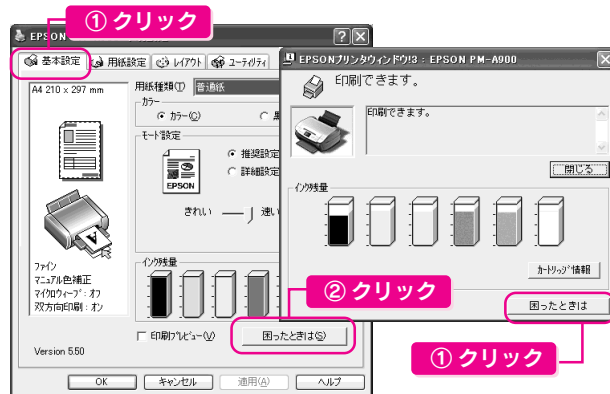 ① クリック
EPSON
基本設定
用紙設定
レイアウト
ユーティリティ
A4 210 x 297 mm
用紙種類(T)
普通紙
カラー
カラー(C)
モード設定
推奨設定
詳細設定
EPSON
きれい
速い
ファイン
マニュアル色補正
マイクロウィーブ:オフ
双方向印刷:オン
インク残量
② クリック
印刷プレビュー(V)
困ったときは(S)
Version 5.50
OK
キャンセル
適用(A)
ヘルプ
EPSONプリンタウィンドウ!3 : EPSON PM-A900
印刷できます。
印刷できます。
閉じる
インク残量
カートリッジ情報
困ったときは
① クリック